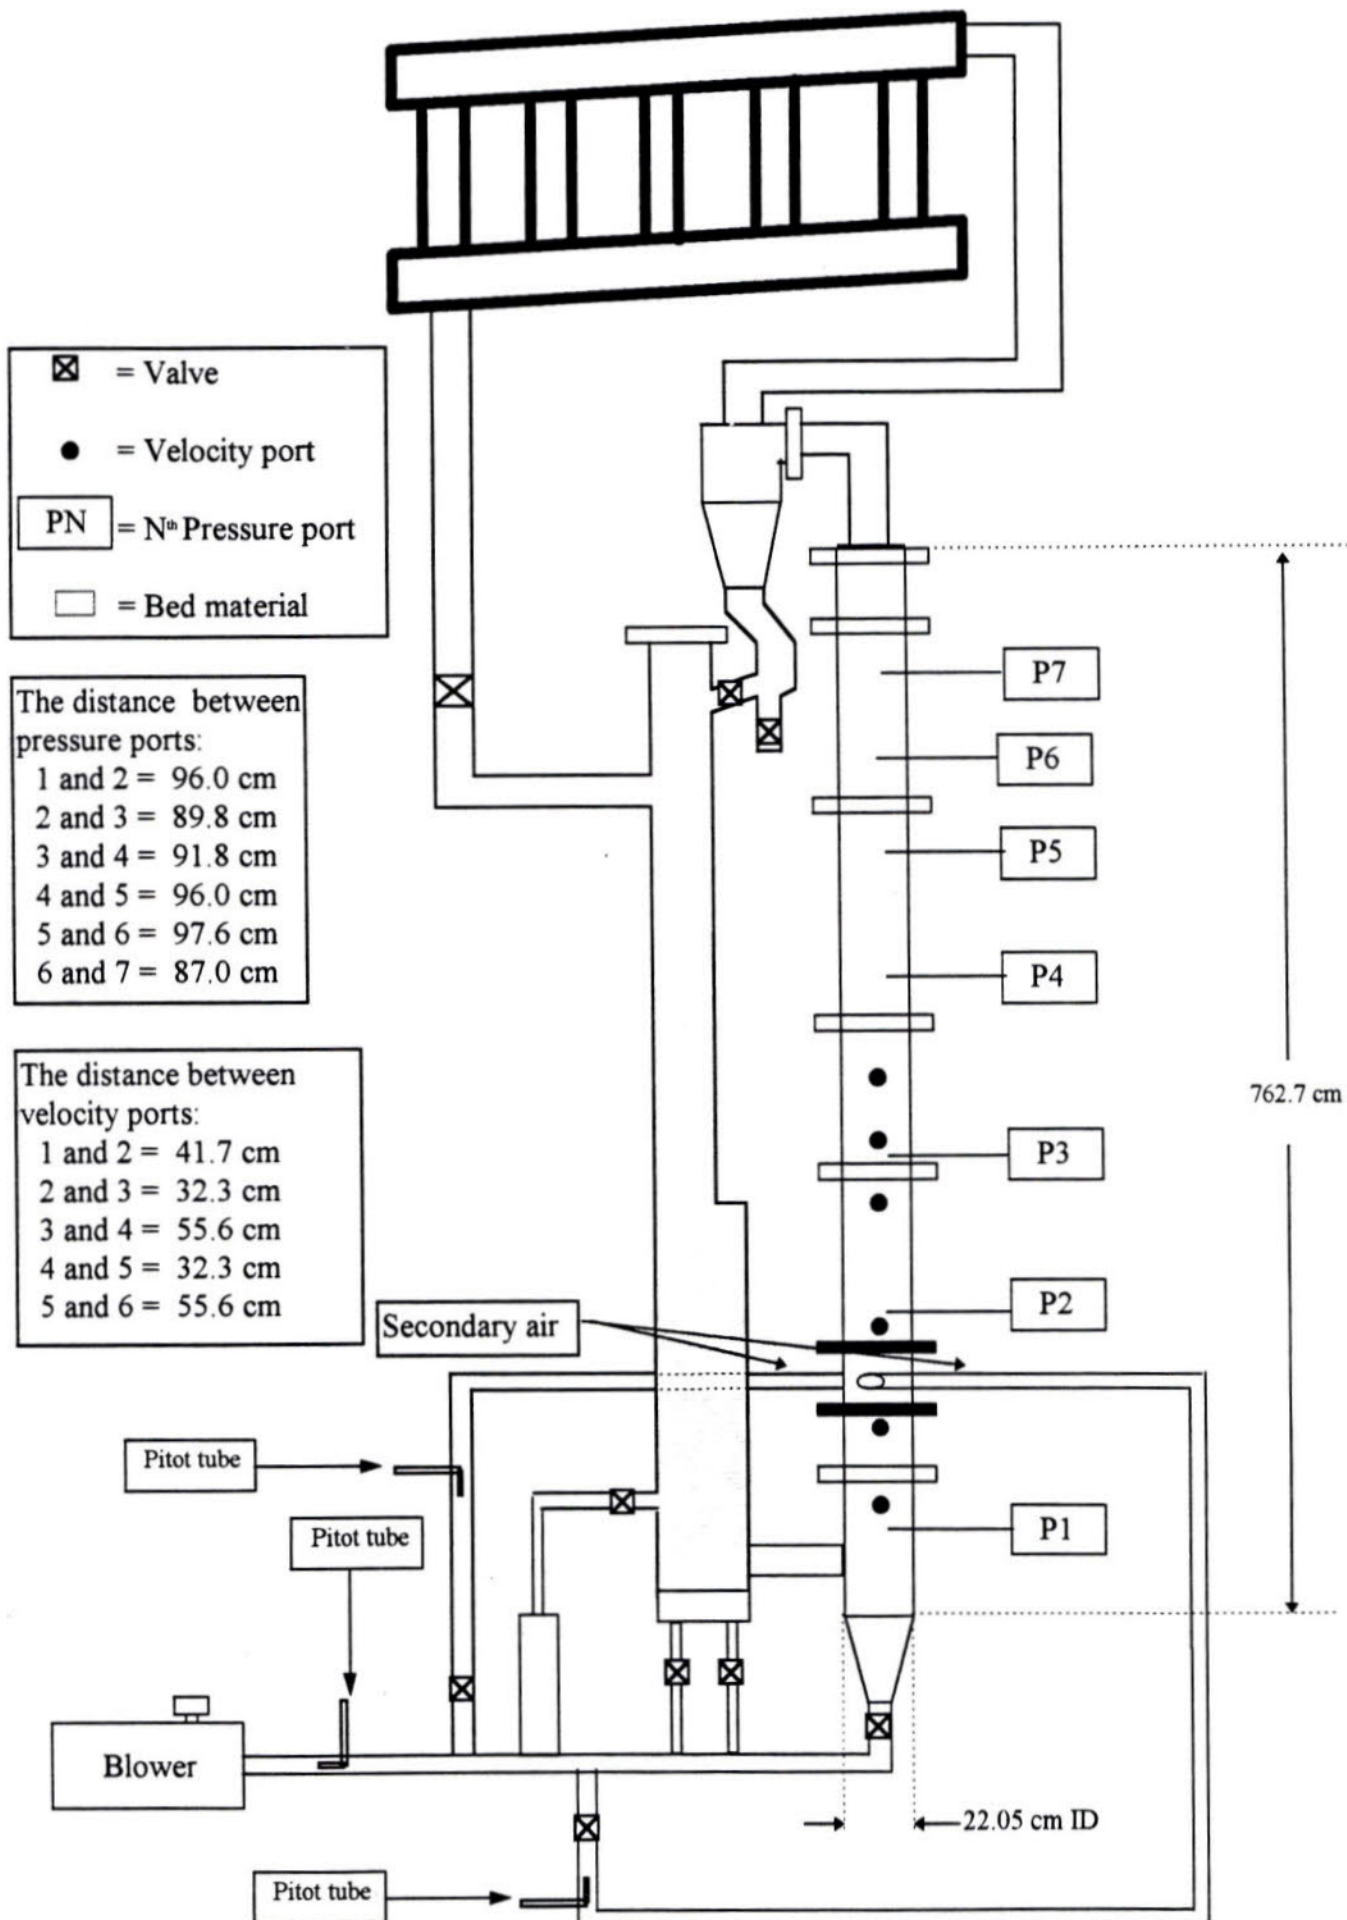 = Valve
= Velocity port
PN = Nth Pressure port
= Bed material
The distance between
pressure ports:
1 and 2 = 96.0 cm
2 and 3 = 89.8 cm
3 and 4 = 91.8 cm
4 and 5 = 96.0 cm
5 and 6 = 97.6 cm
6 and 7 = 87.0 cm
The distance between
velocity ports:
1 and 2 = 41.7 cm
2 and 3 = 32.3 cm
3 and 4 = 55.6 cm
4 and 5 = 32.3 cm
5 and 6 = 55.6 cm
P7
P6
P5
P4
762.7 cm
P3
P2
Secondary air
Pitot tube
Pitot tube
P1
Blower
22.05 cm ID
Pitot tube